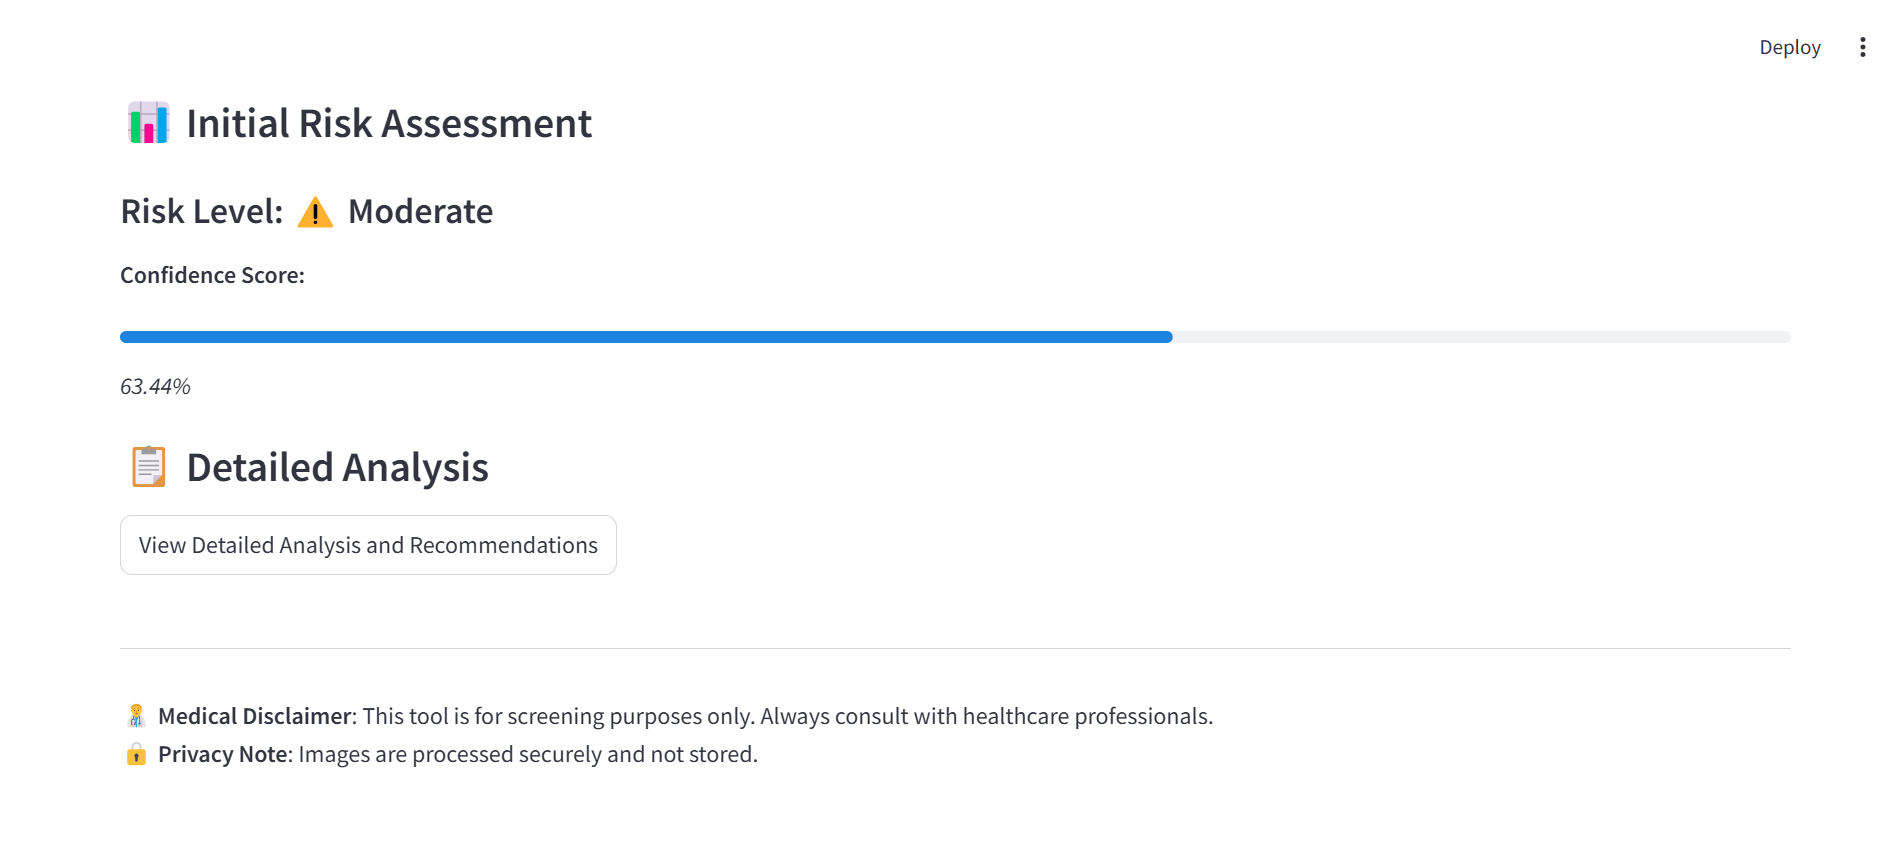 Deploy
Initial Risk Assessment
Risk Level: ⚠️ Moderate
Confidence Score:
63.44%
Detailed Analysis
View Detailed Analysis and Recommendations
Medical Disclaimer: This tool is for screening purposes only. Always consult with healthcare professionals.
Privacy Note: Images are processed securely and not stored.